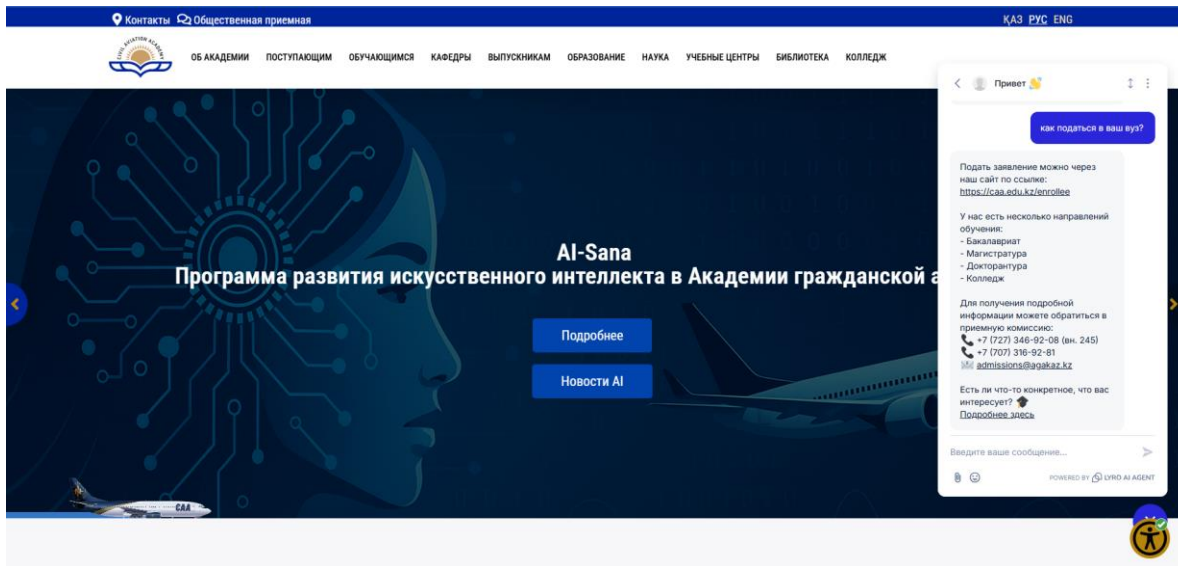 Контакты Общественная приемная
ҚАЗ РУС ENG
CIVIL AVIATION ACADEMY
ОБ АКАДЕМИИ ПОСТУПАЮЩИМ ОБУЧАЮЩИМСЯ КАФЕДРЫ ВЫПУСКНИКАМ ОБРАЗОВАНИЕ НАУКА УЧЕБНЫЕ ЦЕНТРЫ БИБЛИОТЕКА КОЛЛЕДЖ
AI-Sana
Программа развития искусственного интеллекта в Академии гражданской а
Подробнее
Новости AI
CAA
Привет 👋
как податься в ваш вуз?
Подать заявление можно через
наш сайт по ссылке:
https://caa.edu.kz/enrollee
У нас есть несколько направлений
обучения:
- Бакалавриат
- Магистратура
- Докторантура
- Колледж
Для получения подробной
информации можете обратиться в
приемную комиссию:
📞 +7 (727) 346-92-08 (вн. 245)
📞 +7 (707) 316-92-81
📧 admissions@agakaz.kz
Есть ли что-то конкретное, что вас
интересует? 🎓
Подробнее здесь
Введите ваше сообщение...
POWERED BY LYRO AI AGENT